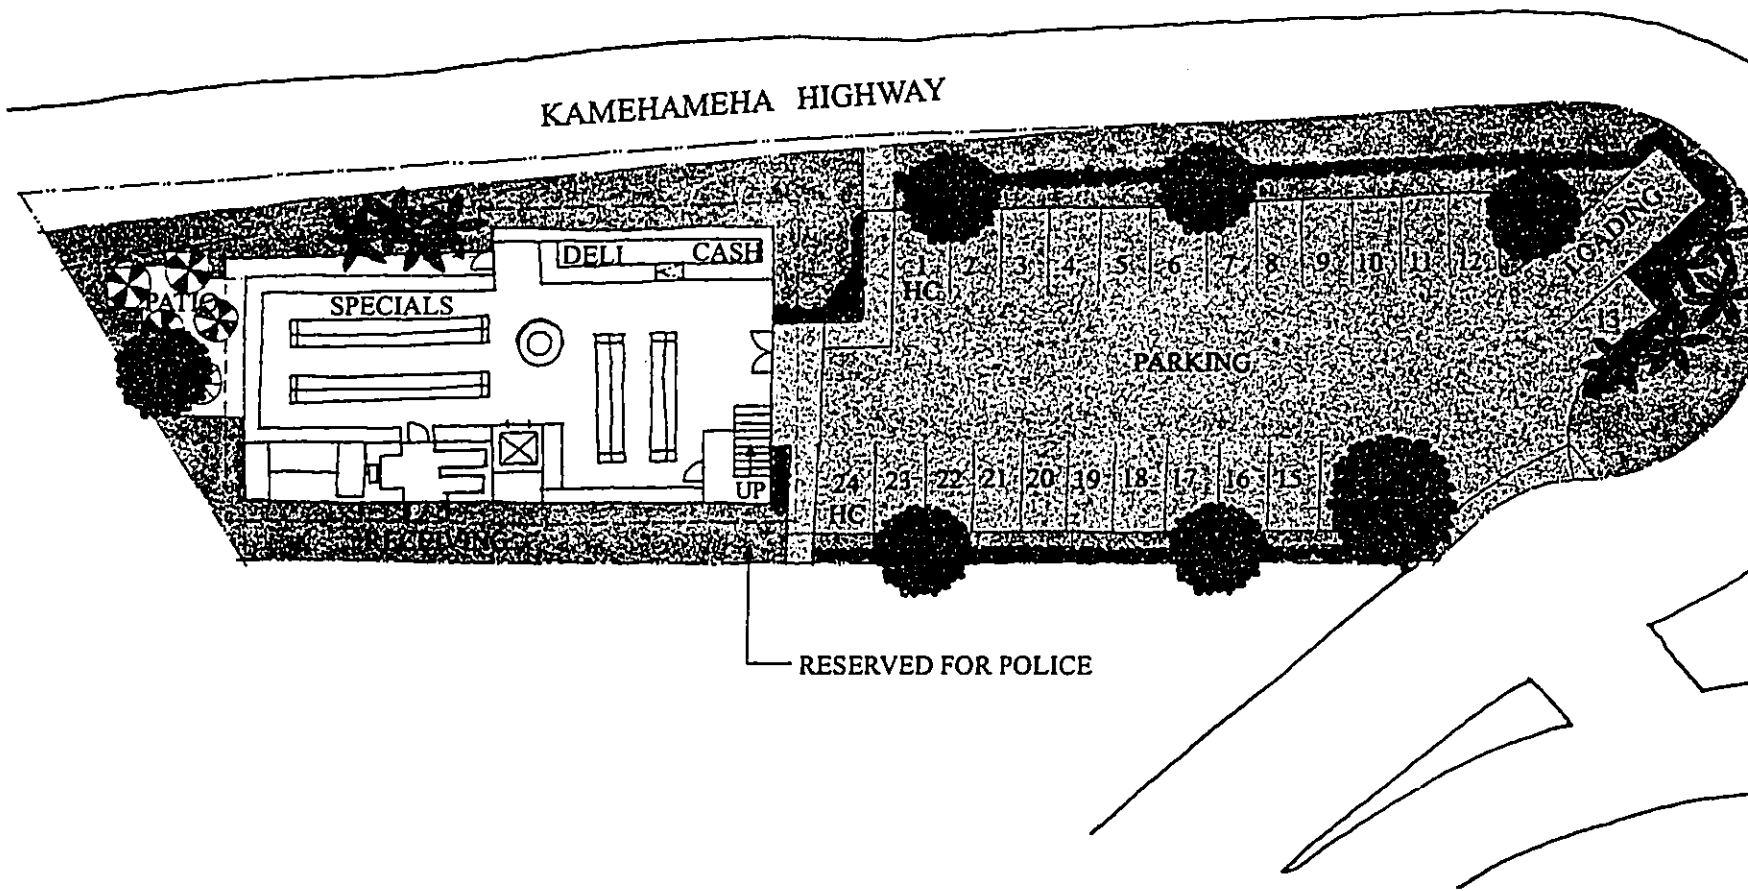 KAMEHAMEHA HIGHWAY
DELI CASH
LOADING
1 2 3 4 5 6 7 8 9 10 11 12
HC
PATIO
SPECIALS
13
PARKING
24 23 22 21 20 19 18 17 16 15
UP
HC
RECEIVING
RESERVED FOR POLICE